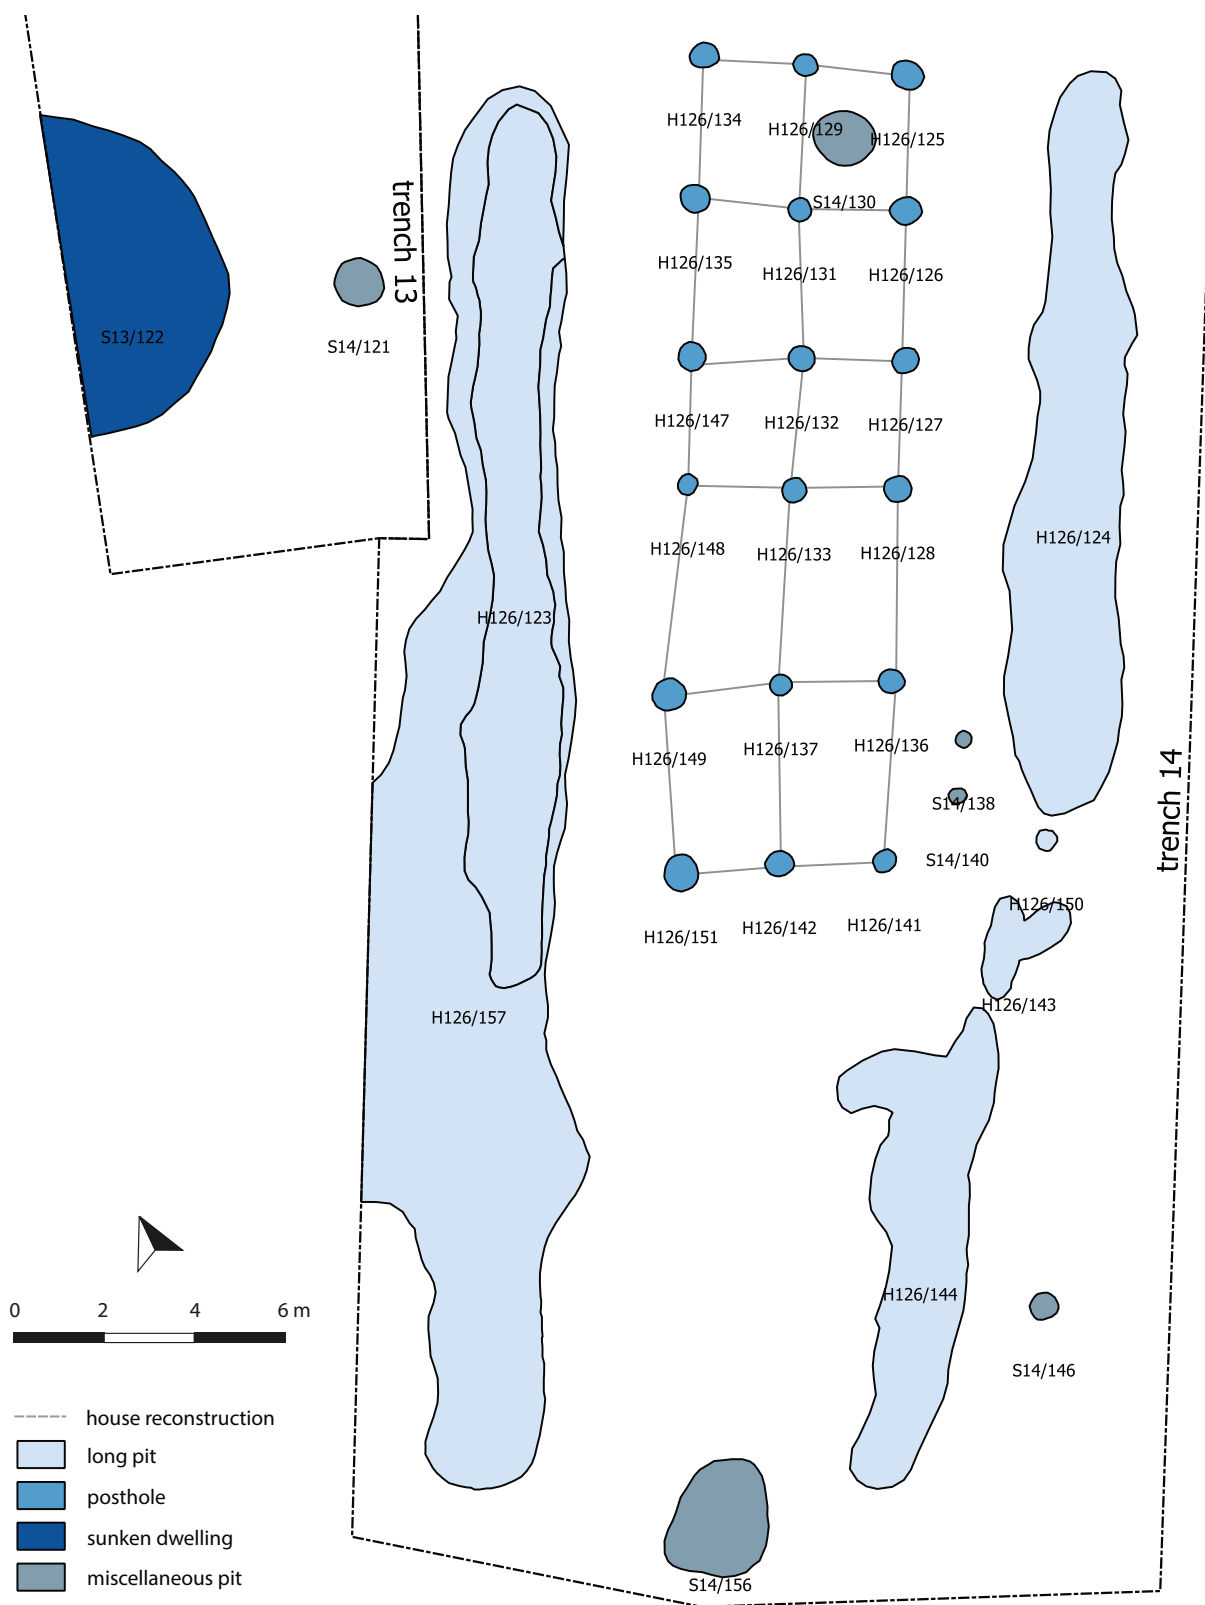 H126/134
H126/129
H126/125
S14/130
trench 13
H126/135
H126/131
H126/126
S13/122
S14/121
H126/147
H126/132
H126/127
H126/148
H126/133
H126/128
H126/124
H126/123
H126/149
H126/137
H126/136
S14/138
trench 14
S14/140
H126/150
H126/151
H126/142
H126/141
H126/143
H126/157
H126/144
S14/146
S14/156
0 2 4 6 m
house reconstruction
long pit
posthole
sunken dwelling
miscellaneous pit